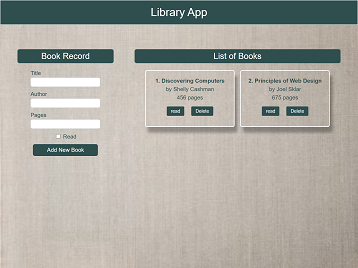 Library App
Book Record
Title
Author
Pages
Read
Add New Book
List of Books
1. Discovering Computers
by Shelly Cashman
456 pages
read Delete
2. Principles of Web Design
by Joel Sklar
675 pages
read Delete